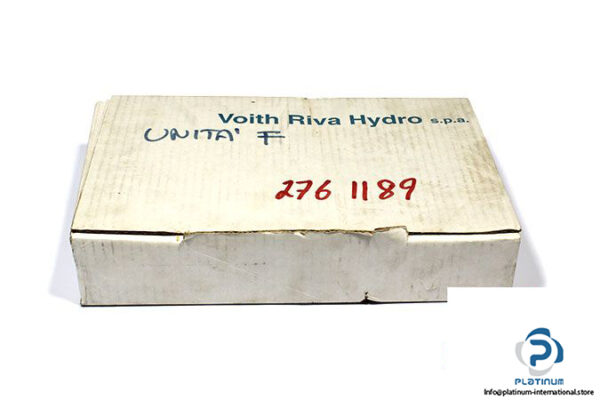 Voith Riva Hydro s.p.a.
UNITA' F
276 1189
PLATINUM
Info@platinum-international.store